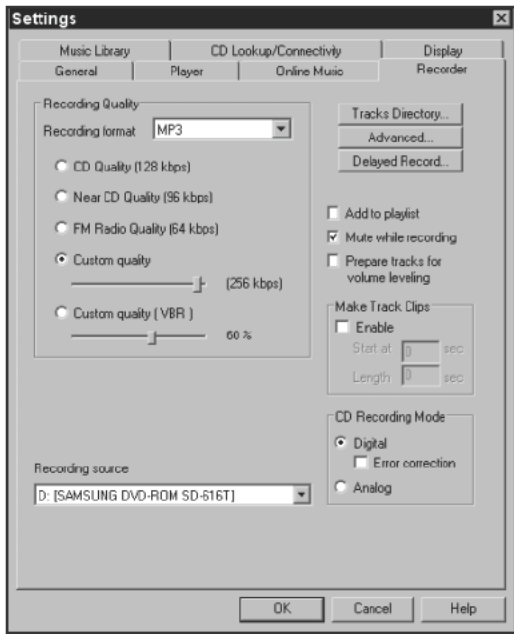 Settings
Music Library CD Lookup/Connectivity Display
General Player Online Music Recorder
Recording Quality
Recording format MP3
CD Quality (128 kbps)
Near CD Quality (96 kbps)
FM Radio Quality (64 kbps)
Custom quality
(256 kbps)
Custom quality ( VBR )
60 %
Recording source
D: [SAMSUNG DVD-ROM SD-616T]
Tracks Directory...
Advanced...
Delayed Record...
Add to playlist
Mute while recording
Prepare tracks for
volume leveling
Make Track Clips
Enable
Start at 0 sec
Length 0 sec
CD Recording Mode
Digital
Error correction
Analog
OK Cancel Help